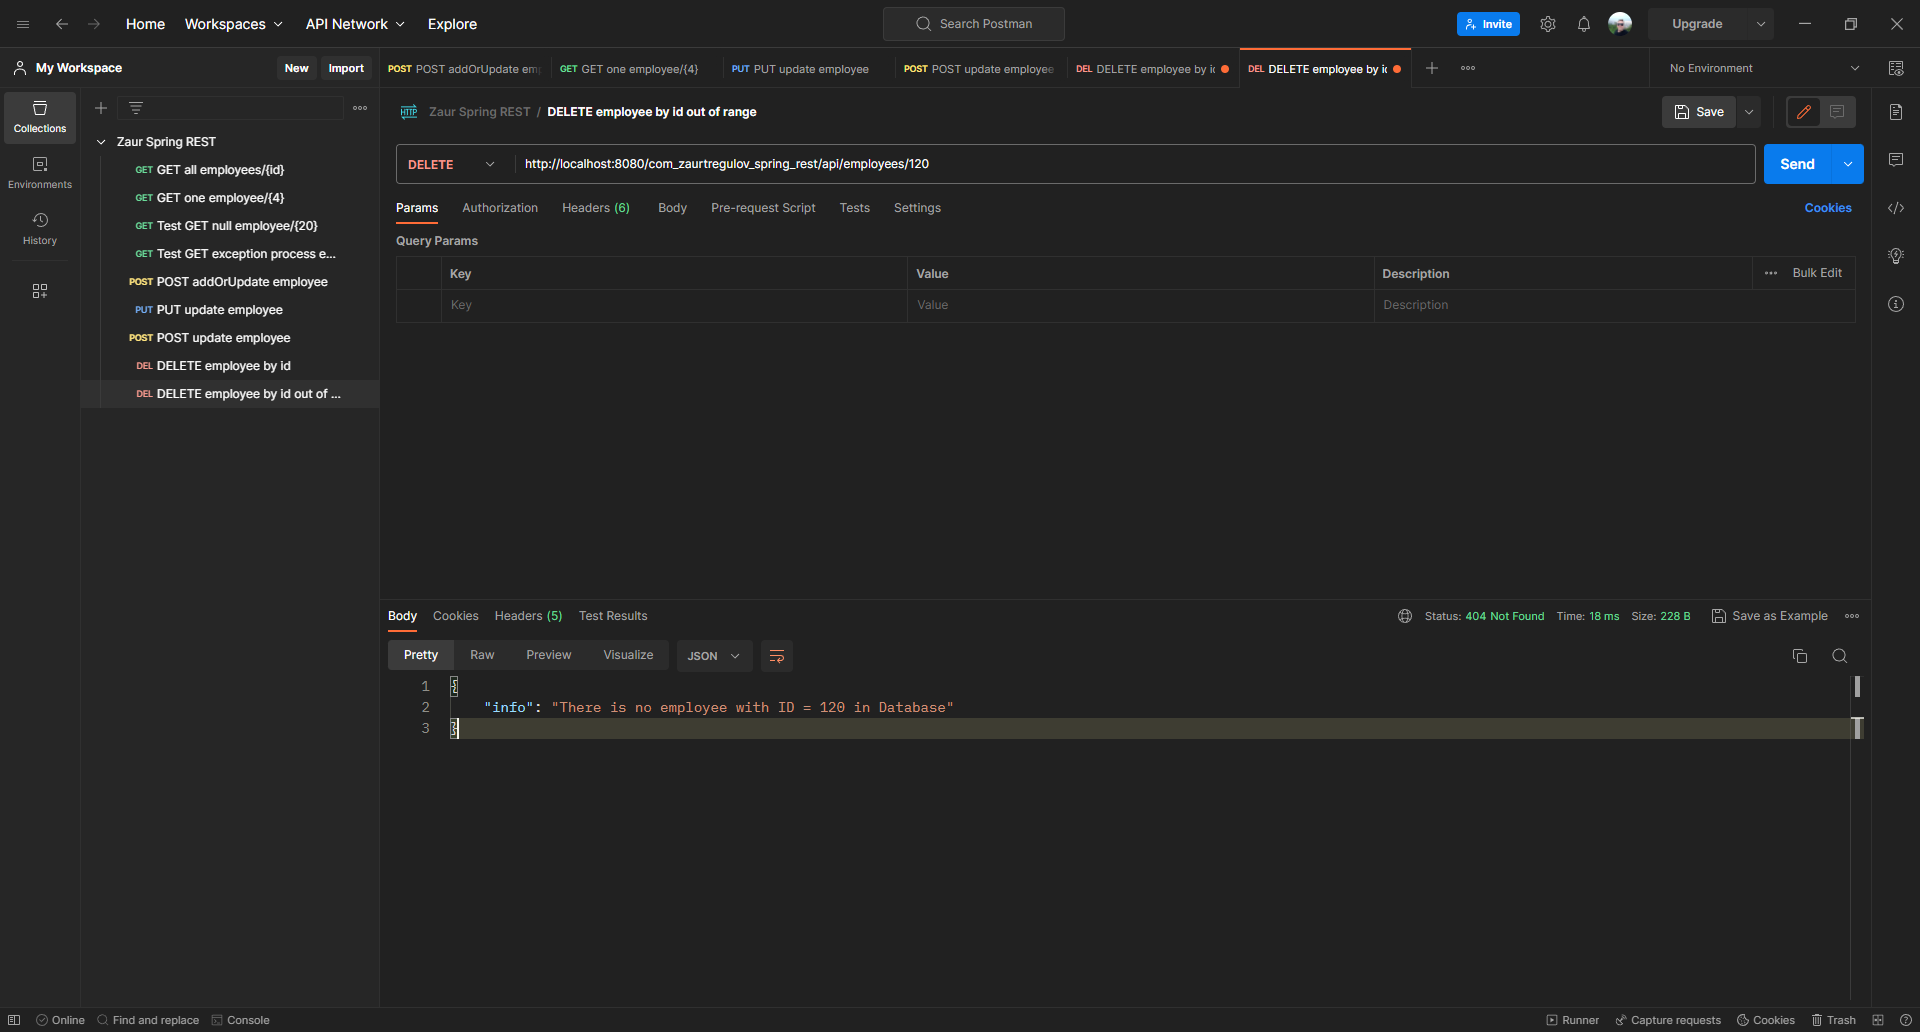 Home Workspaces API Network Explore Search Postman Invite Upgrade
My Workspace New Import
POST POST addOrUpdate em GET GET one employee/{4} PUT PUT update employee POST POST update employee DEL DELETE employee by i DEL DELETE employee by i No Environment
Collections
Environments
History
Zaur Spring REST
GET GET all employees/{id}
GET GET one employee/{4}
GET Test GET null employee/{20}
GET Test GET exception process e...
POST POST addOrUpdate employee
PUT PUT update employee
POST POST update employee
DEL DELETE employee by id
DEL DELETE employee by id out of ...
HTTP Zaur Spring REST / DELETE employee by id out of range Save
DELETE http://localhost:8080/com_zaurtregulov_spring_rest/api/employees/120 Send
Params Authorization Headers (6) Body Pre-request Script Tests Settings Cookies
Query Params
Key Value Description Bulk Edit
Key Value Description
Body Cookies Headers (5) Test Results Status: 404 Not Found Time: 18 ms Size: 228 B Save as Example
Pretty Raw Preview Visualize JSON
1 {
2 "info": "There is no employee with ID = 120 in Database"
3 }
Online Find and replace Console Runner Capture requests Cookies Trash